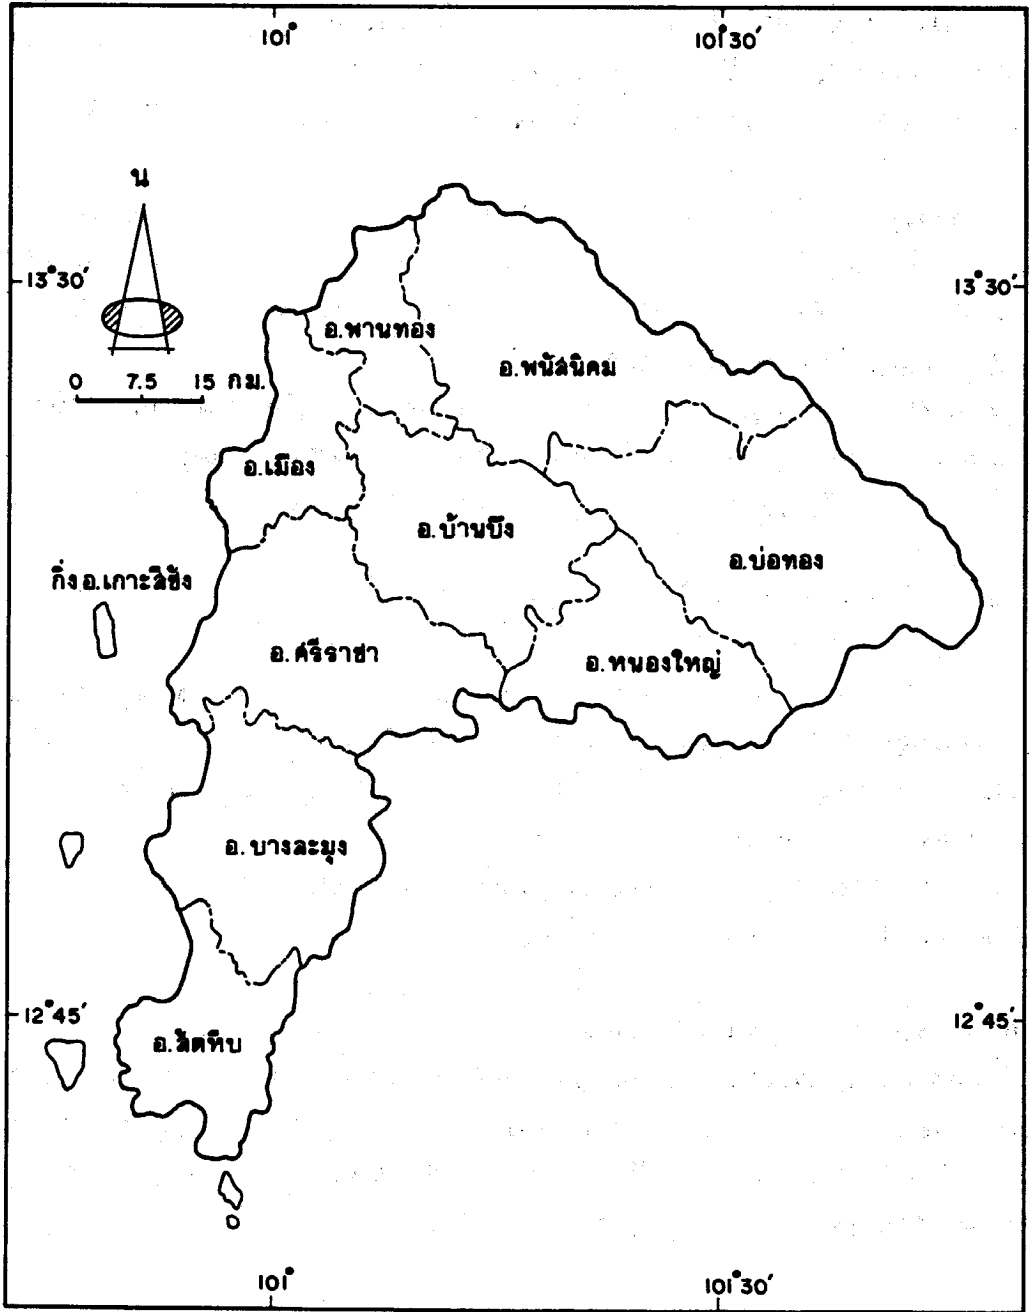 101° 101°30′
น
13°30′ 13°30′
อ.พานทอง
อ.พนัสนิคม
0 7.5 15 กม.
อ.เมือง
อ.บ้านบึง
อ.บ่อทอง
กิ่งอ.เกาะสีชัง
อ.ศรีราชา
อ.หนองใหญ่
อ.บางละมุง
12°45′ 12°45′
อ.สัตหีบ
101° 101°30′